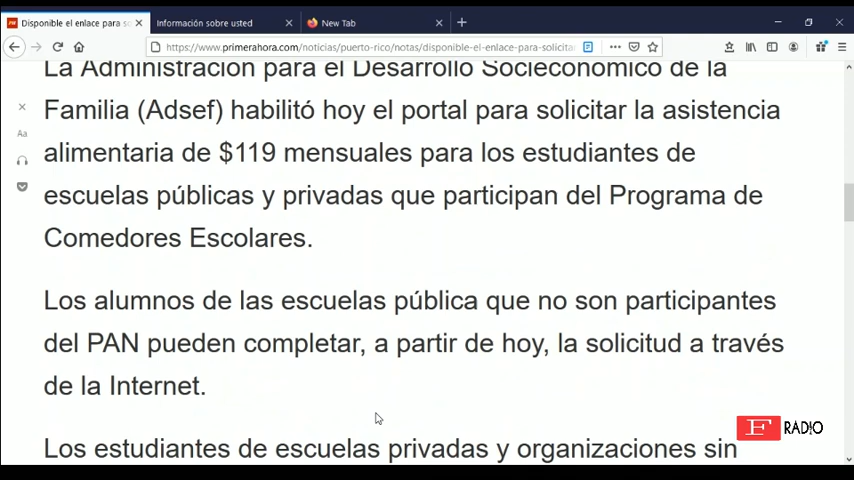 Disponible el enlace para so
Información sobre usted
New Tab
https://www.primerahora.com/noticias/puerto-rico/notas/disponible-el-enlace-para-solicita
La Administración para el Desarrollo Socieconómico de la
Familia (Adsef) habilitó hoy el portal para solicitar la asistencia
alimentaria de $119 mensuales para los estudiantes de
escuelas públicas y privadas que participan del Programa de
Comedores Escolares.
Los alumnos de las escuelas pública que no son participantes
del PAN pueden completar, a partir de hoy, la solicitud a través
de la Internet.
Los estudiantes de escuelas privadas y organizaciones sin
Aa
F RADIO